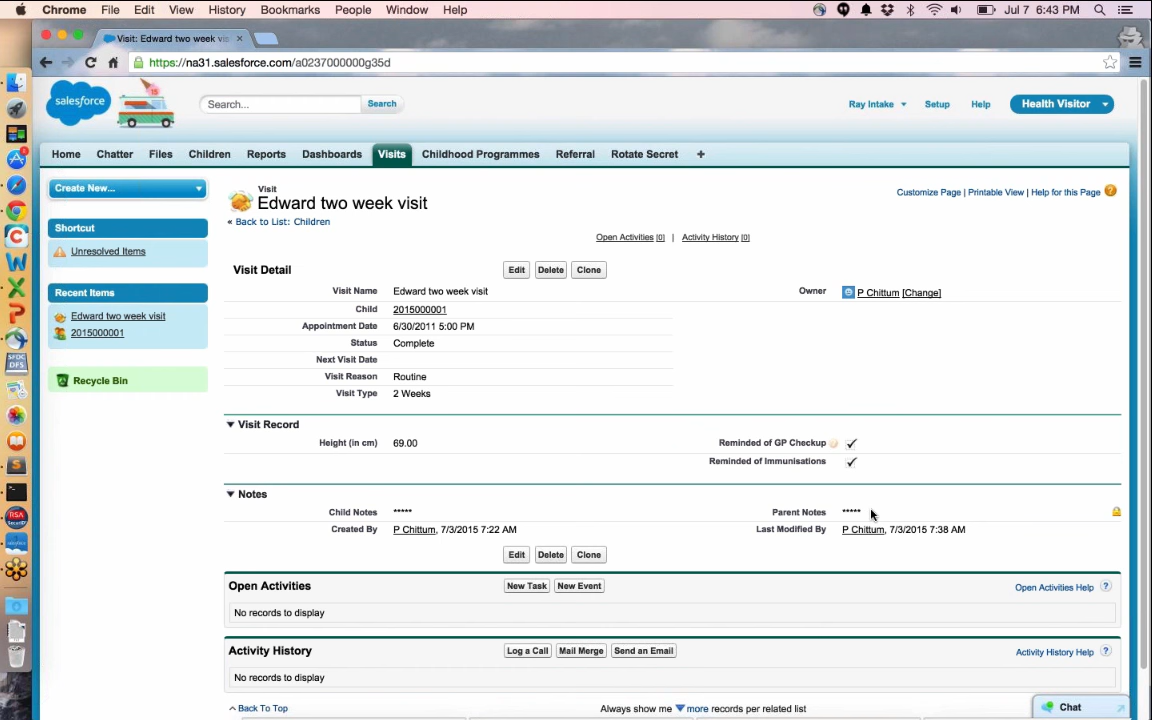 Chrome File Edit View History Bookmarks People Window Help Jul 7 6:43 PM
Visit: Edward two week vis
https://na31.salesforce.com/a0237000000g35d
salesforce
15
Search... Search Ray Intake Setup Help Health Visitor
Home Chatter Files Children Reports Dashboards Visits Childhood Programmes Referral Rotate Secret +
Create New...
Shortcut
Unresolved Items
Recent Items
Edward two week visit
2015000001
Recycle Bin
Visit
Edward two week visit
« Back to List: Children
Customize Page | Printable View | Help for this Page ?
Open Activities [0] | Activity History [0]
Visit Detail Edit Delete Clone
Visit Name Edward two week visit Owner P Chittum [Change]
Child 2015000001
Appointment Date 6/30/2011 5:00 PM
Status Complete
Next Visit Date
Visit Reason Routine
Visit Type 2 Weeks
Visit Record
Height (in cm) 69.00 Reminded of GP Checkup
Reminded of Immunisations
Notes
Child Notes ***** Parent Notes *****
Created By P Chittum, 7/3/2015 7:22 AM Last Modified By P Chittum, 7/3/2015 7:38 AM
Edit Delete Clone
Open Activities New Task New Event Open Activities Help ?
No records to display
Activity History Log a Call Mail Merge Send an Email Activity History Help ?
No records to display
Back To Top Always show me more records per related list
Chat